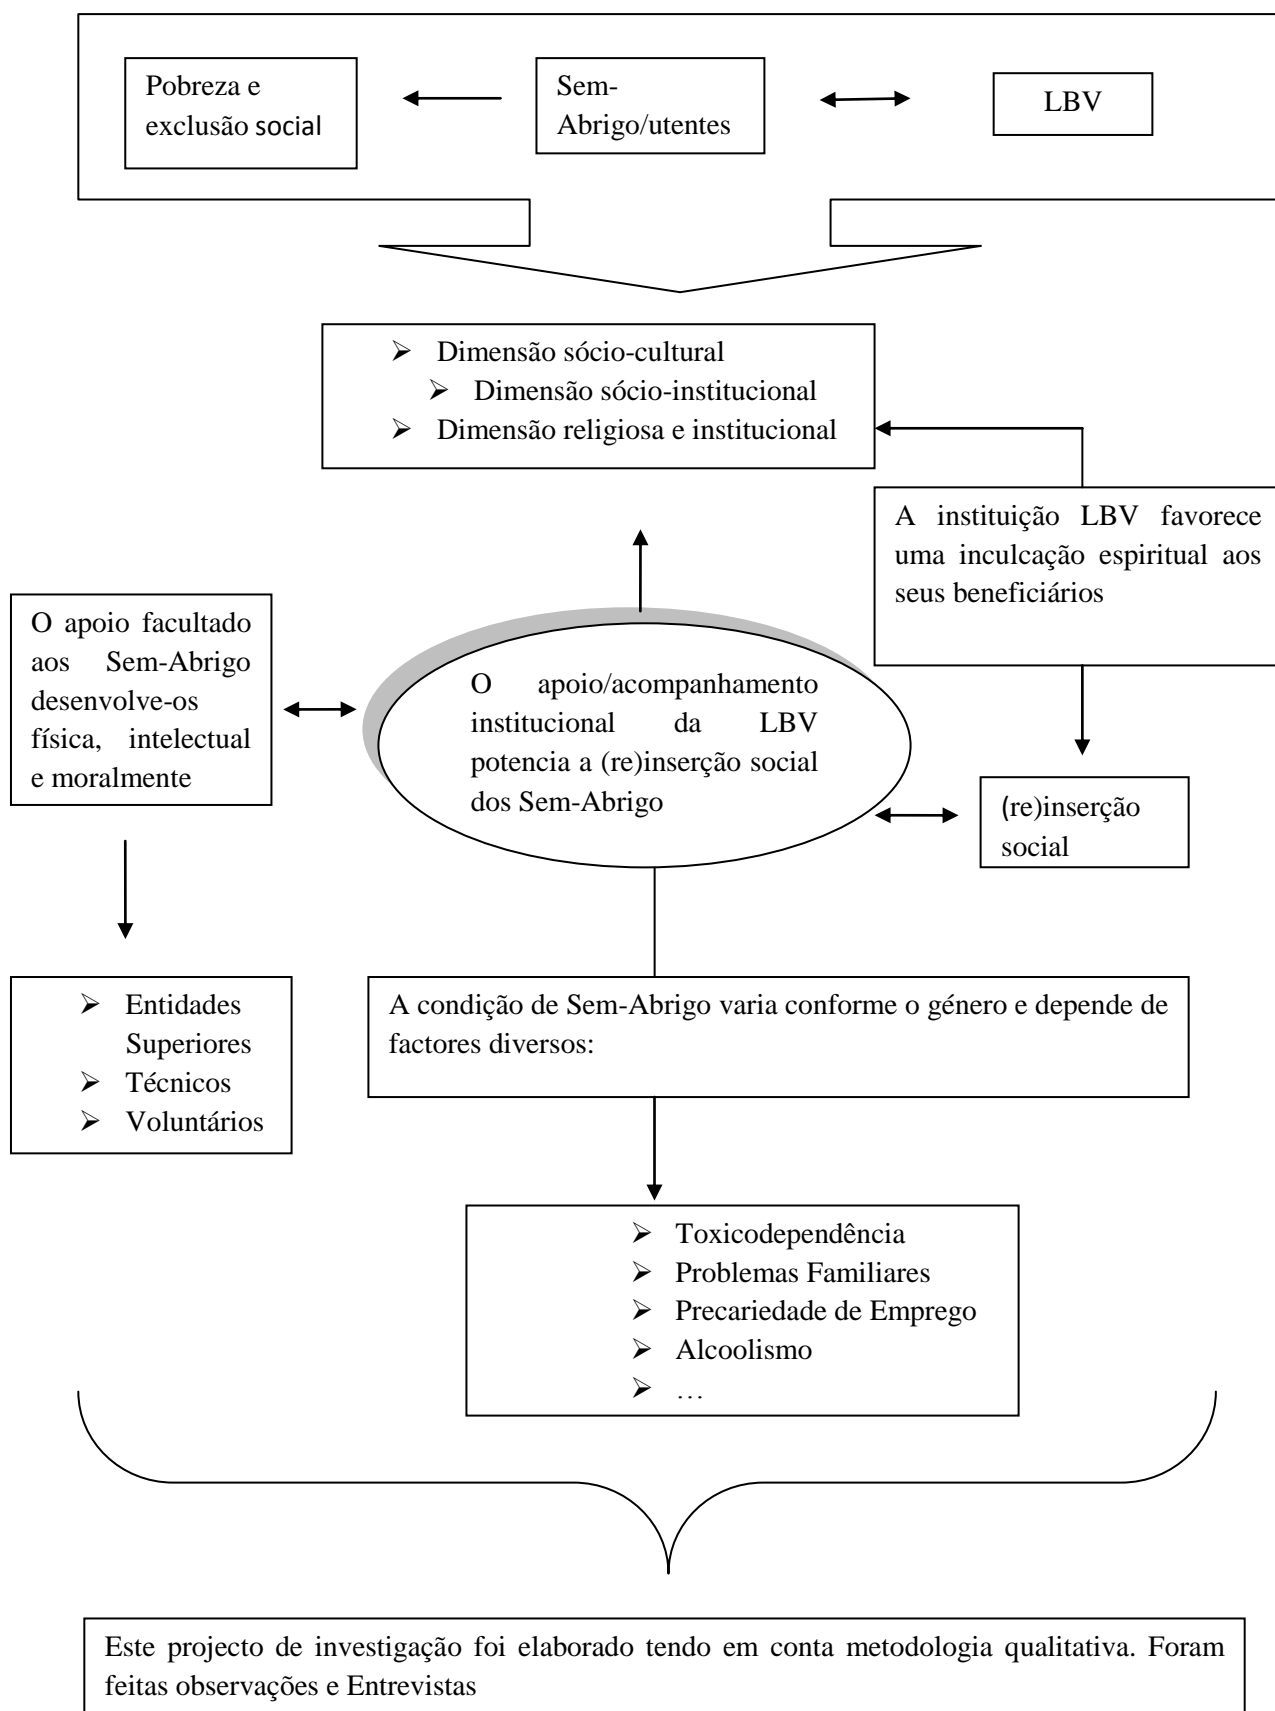 Pobreza e
exclusão social
Sem-
Abrigo/utentes
LBV
➢ Dimensão sócio-cultural
➢ Dimensão sócio-institucional
➢ Dimensão religiosa e institucional
A instituição LBV favorece
uma inculcação espiritual aos
seus beneficiários
O apoio facultado
aos Sem-Abrigo
desenvolve-os
física, intelectual
e moralmente
O apoio/acompanhamento
institucional da LBV
potencia a (re)inserção social
dos Sem-Abrigo
(re)inserção
social
➢ Entidades
Superiores
➢ Técnicos
➢ Voluntários
A condição de Sem-Abrigo varia conforme o género e depende de
factores diversos:
➢ Toxicodependência
➢ Problemas Familiares
➢ Precariedade de Emprego
➢ Alcoolismo
➢ …
Este projecto de investigação foi elaborado tendo em conta metodologia qualitativa. Foram
feitas observações e Entrevistas